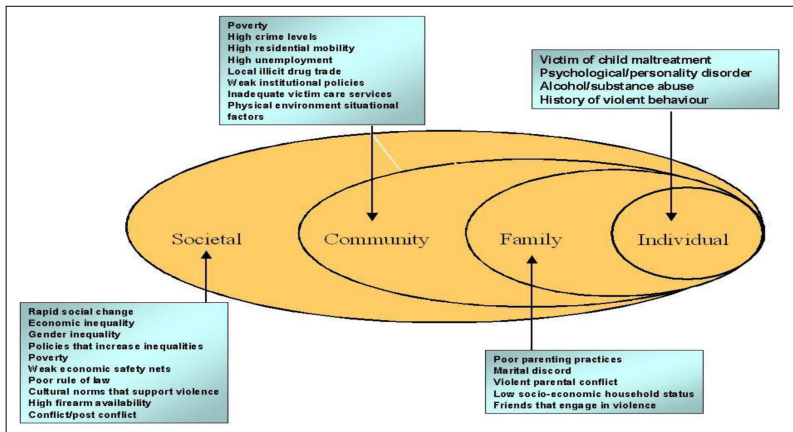 Poverty
High crime levels
High residential mobility
High unemployment
Local illicit drug trade
Weak institutional policies
Inadequate victim care services
Physical environment situational
factors
Victim of child maltreatment
Psychological/personality disorder
Alcohol/substance abuse
History of violent behaviour
Societal
Community
Family
Individual
Rapid social change
Economic inequality
Gender inequality
Policies that increase inequalities
Poverty
Weak economic safety nets
Poor rule of law
Cultural norms that support violence
High firearm availability
Conflict/post conflict
Poor parenting practices
Marital discord
Violent parental conflict
Low socio-economic household status
Friends that engage in violence